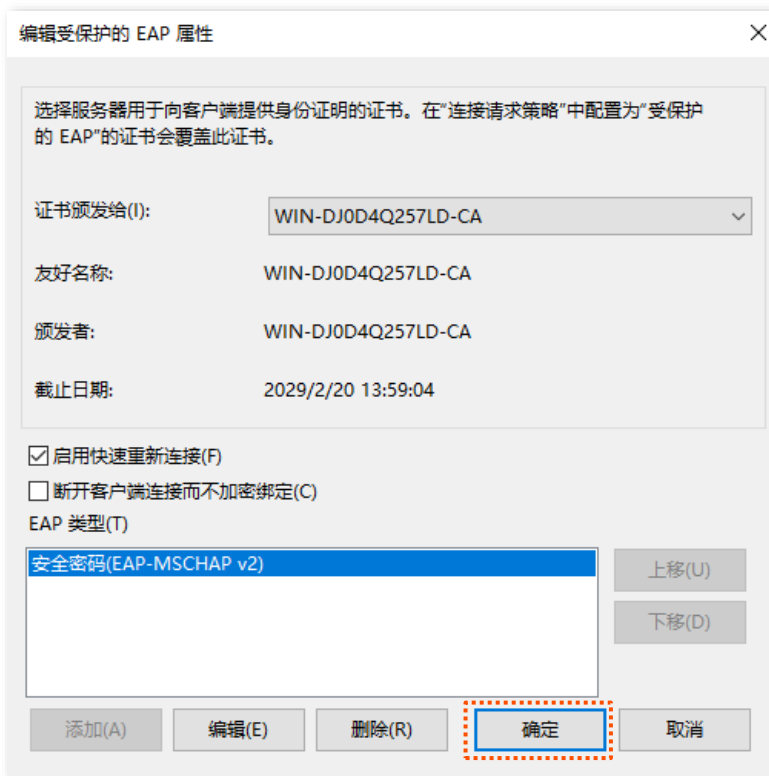 编辑受保护的 EAP 属性
选择服务器用于向客户端提供身份证明的证书。在“连接请求策略”中配置为“受保护
的 EAP”的证书会覆盖此证书。
证书颁发给(I):
WIN-DJ0D4Q257LD-CA
友好名称:
WIN-DJ0D4Q257LD-CA
颁发者:
WIN-DJ0D4Q257LD-CA
截止日期:
2029/2/20 13:59:04
启用快速重新连接(F)
断开客户端连接而不加密绑定(C)
EAP 类型(T)
安全密码(EAP-MSCHAP v2)
上移(U)
下移(D)
添加(A)
编辑(E)
删除(R)
确定
取消